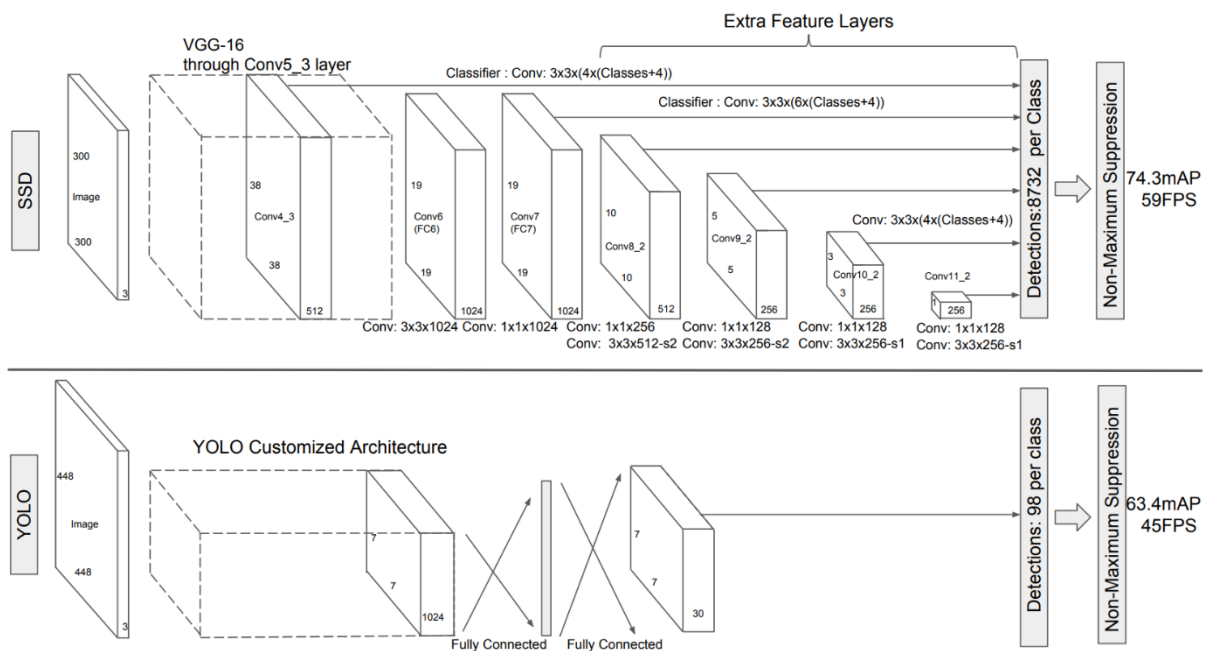 Extra Feature Layers
VGG-16
through Conv5_3 layer
Classifier : Conv: 3x3x(4x(Classes+4))
Classifier : Conv: 3x3x(6x(Classes+4))
SSD
300
Image
300
3
38
Conv4_3
38
512
19
Conv6
(FC6)
19
1024
19
Conv7
(FC7)
19
1024
10
Conv8_2
10
512
5
Conv9_2
5
256
Conv: 3x3x(4x(Classes+4))
3
Conv10_2
3
256
Conv11_2
1
256
Conv: 3x3x1024
Conv: 1x1x1024
Conv: 1x1x256
Conv: 3x3x512-s2
Conv: 1x1x128
Conv: 3x3x256-s2
Conv: 1x1x128
Conv: 3x3x256-s1
Conv: 1x1x128
Conv: 3x3x256-s1
Detections:8732 per Class
Non-Maximum Suppression
74.3mAP
59FPS
YOLO
448
Image
448
3
YOLO Customized Architecture
7
7
1024
Fully Connected
Fully Connected
7
7
30
Detections: 98 per class
Non-Maximum Suppression
63.4mAP
45FPS